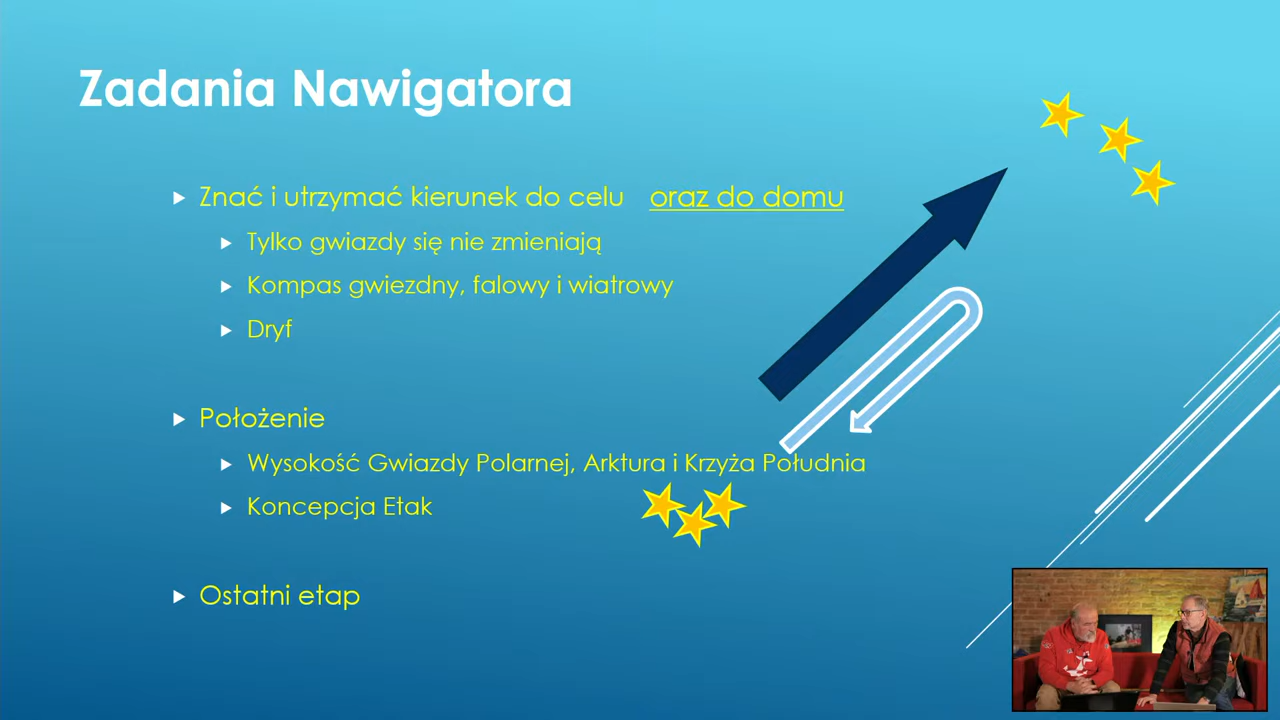 Zadania Nawigatora
Znać i utrzymać kierunek do celu oraz do domu
Tylko gwiazdy się nie zmieniają
Kompas gwiezdny, falowy i wiatrowy
Dryf
Położenie
Wysokość Gwiazdy Polarnej, Arktura i Krzyża Południa
Koncepcja Etak
Ostatni etap